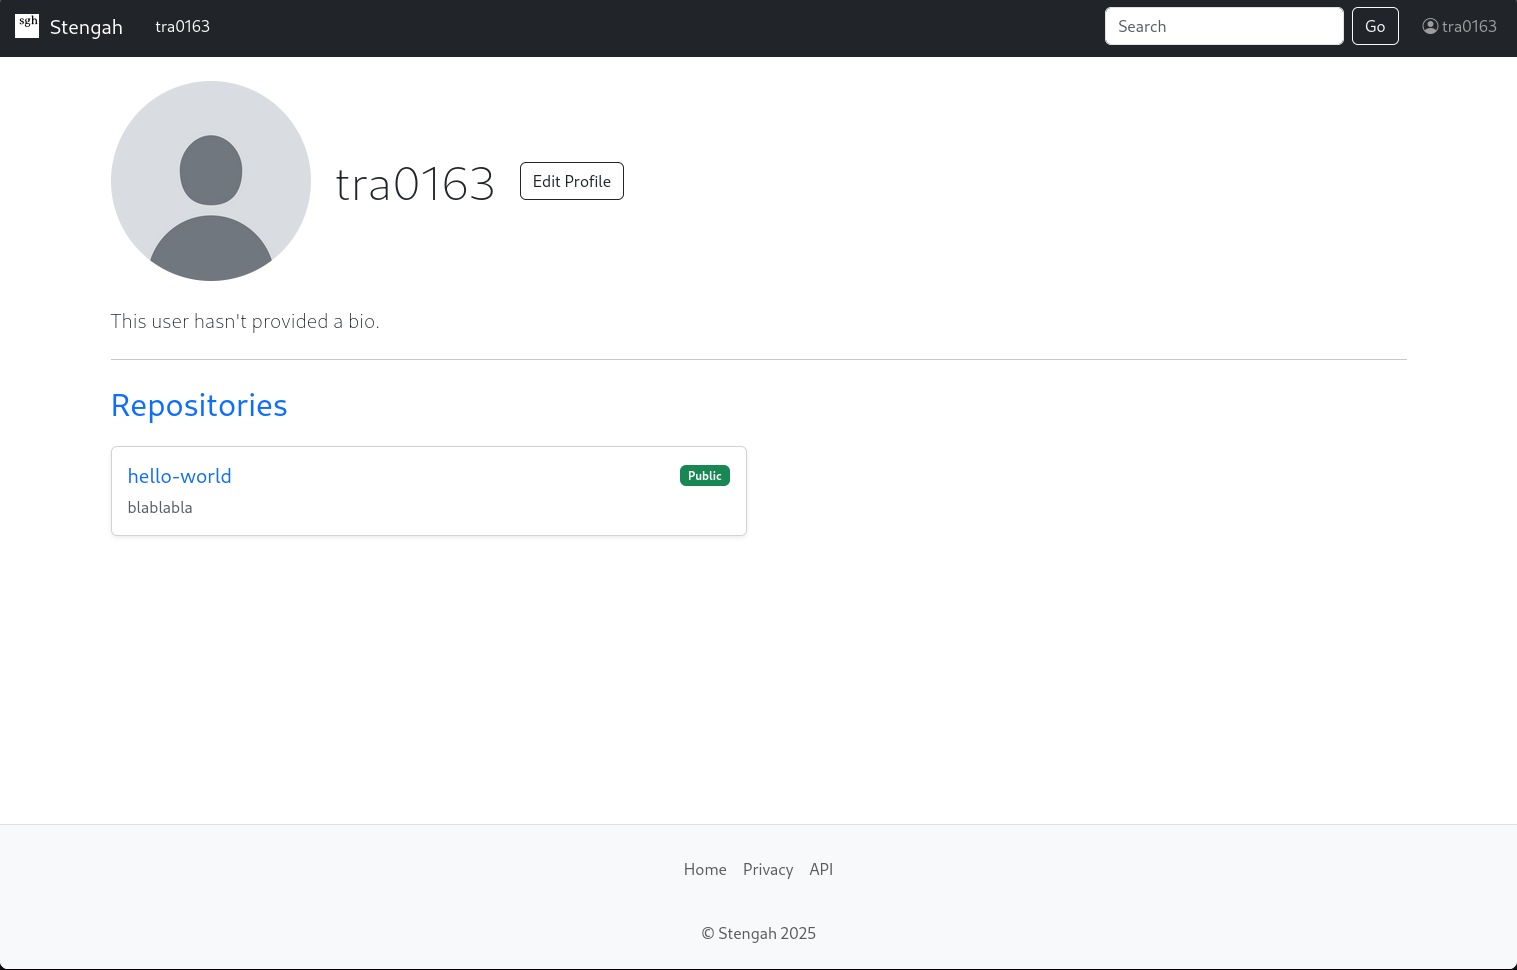 sgh Stengah tra0163 Search Go tra0163
tra0163 Edit Profile
This user hasn't provided a bio.
Repositories
hello-world Public
blablabla
Home Privacy API
© Stengah 2025